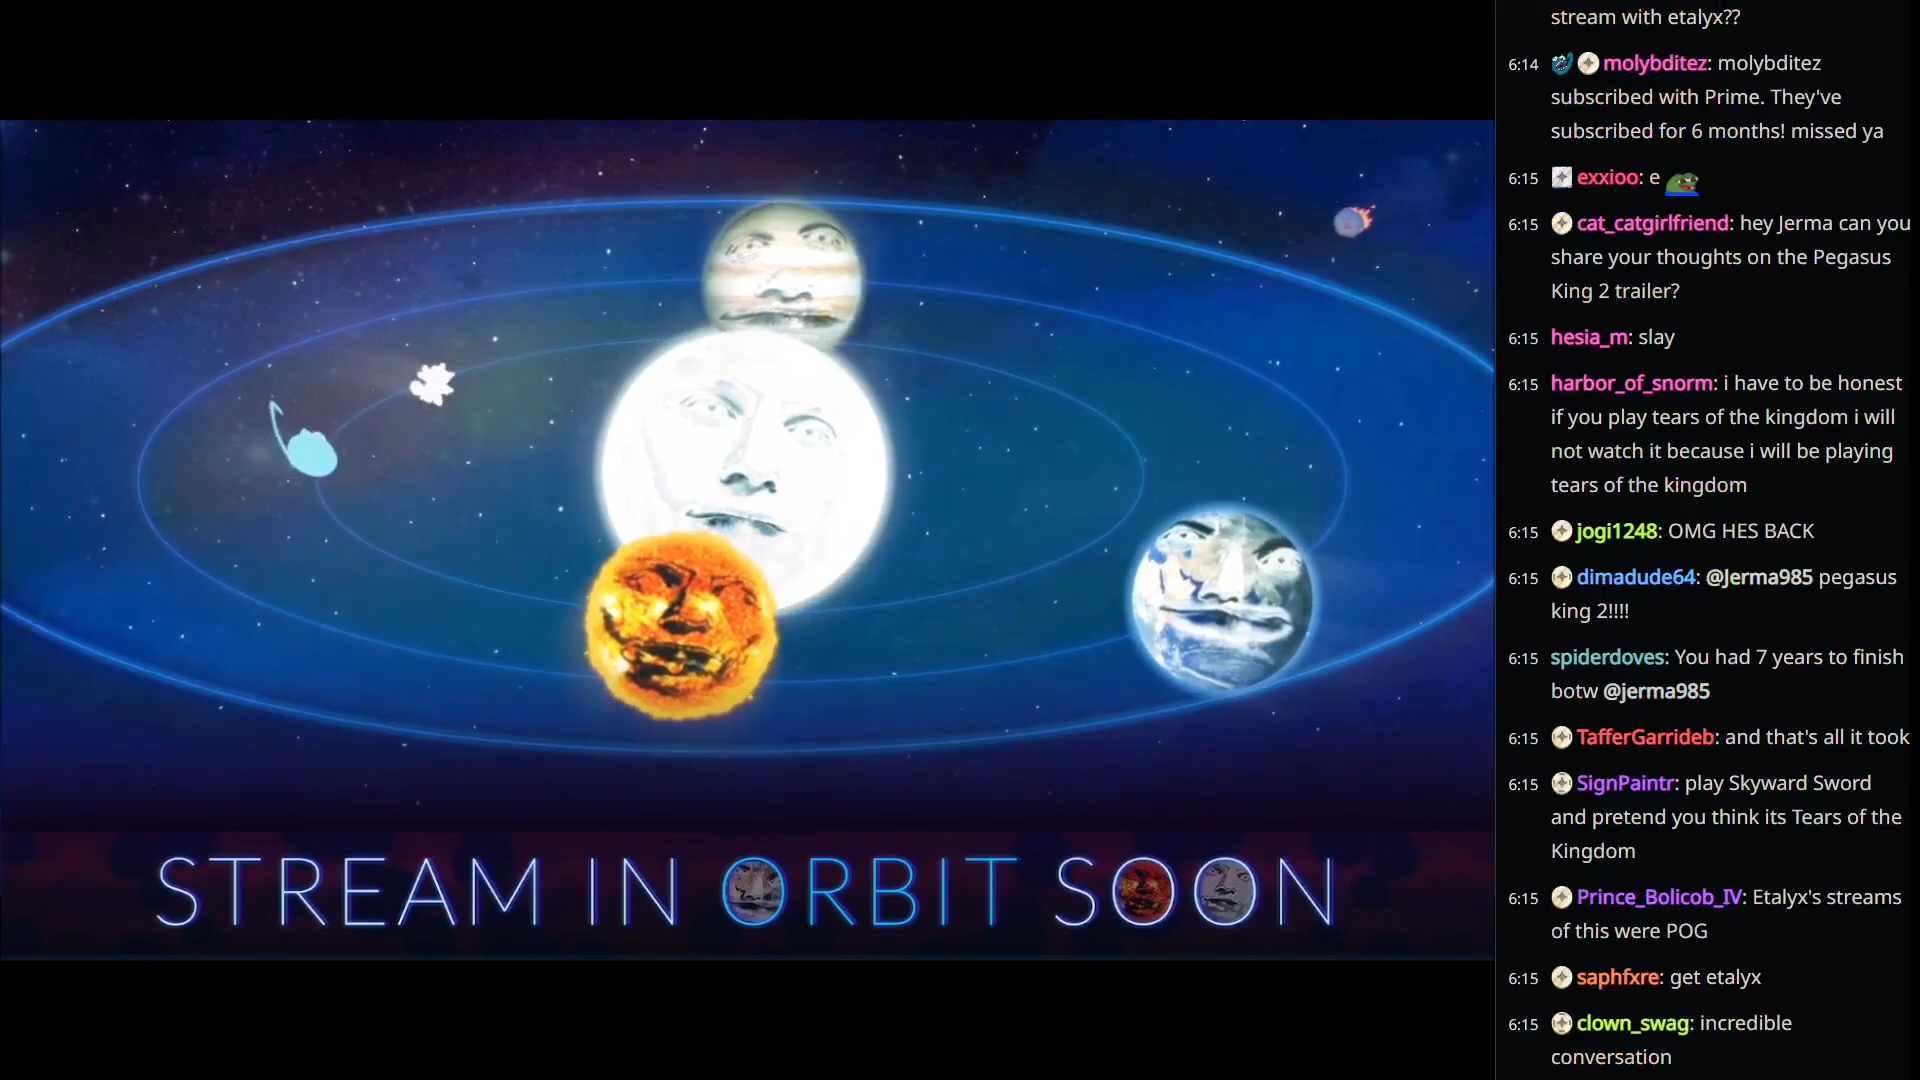 stream with etalyx??
6:14 molybditez: molybditez
subscribed with Prime. They've
subscribed for 6 months! missed ya
6:15 exxioo: e
6:15 cat_catgirlfriend: hey Jerma can you
share your thoughts on the Pegasus
King 2 trailer?
6:15 hesia_m: slay
6:15 harbor_of_snorm: i have to be honest
if you play tears of the kingdom i will
not watch it because i will be playing
tears of the kingdom
6:15 jogi1248: OMG HES BACK
6:15 dimadude64: @Jerma985 pegasus
king 2!!!!
6:15 spiderdoves: You had 7 years to finish
botw @jerma985
6:15 TafferGarrideb: and that's all it took
6:15 SignPaintr: play Skyward Sword
and pretend you think its Tears of the
Kingdom
6:15 Prince_Bolicob_IV: Etalyx's streams
of this were POG
6:15 saphfxre: get etalyx
6:15 clown_swag: incredible
conversation
STREAM IN ORBIT SOON